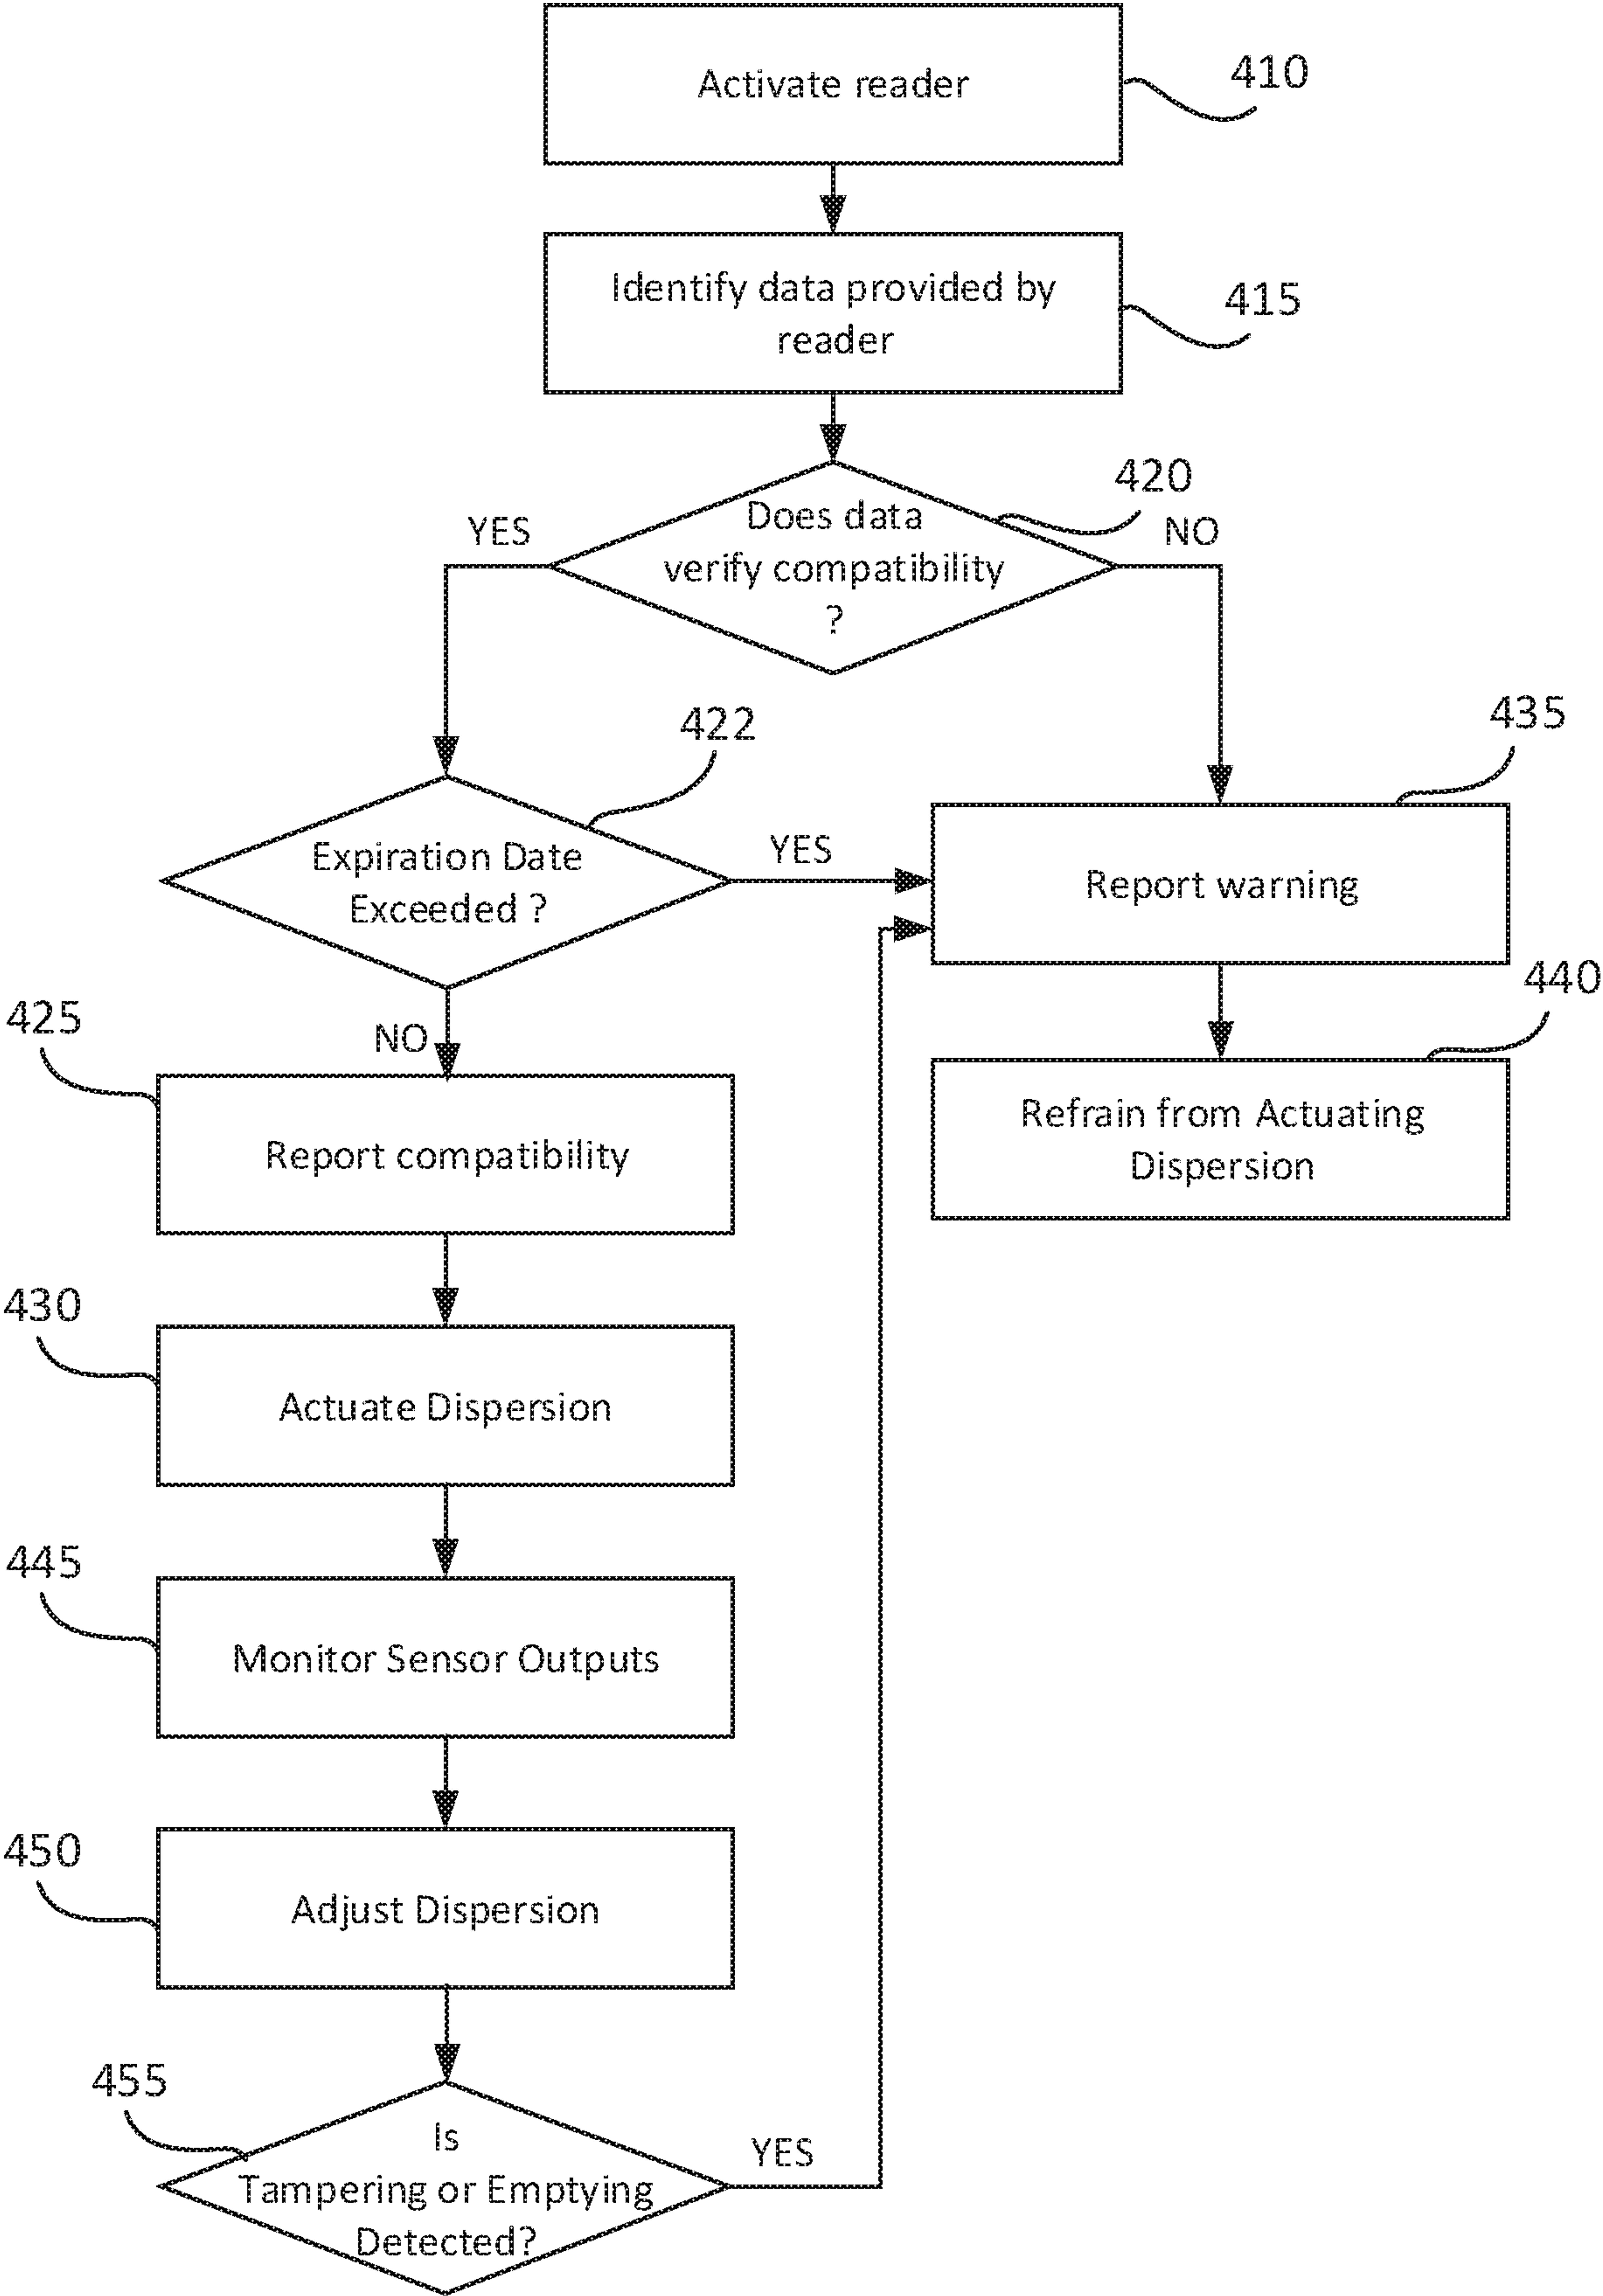 Activate reader
410
Identify data provided by
reader
415
420
Does data
verify compatibility
?
YES
NO
422
435
Expiration Date
Exceeded ?
YES
Report warning
NO
440
425
Report compatibility
Refrain from Actuating
Dispersion
430
Actuate Dispersion
445
Monitor Sensor Outputs
450
Adjust Dispersion
455
Is
Tampering or Emptying
Detected?
YES